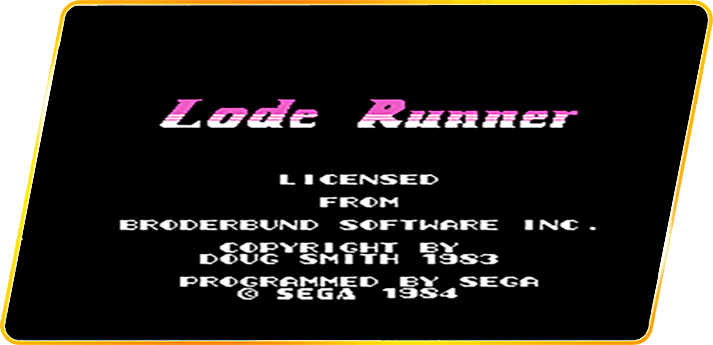 Lode Runner
LICENSED
FROM
BRODERBUND SOFTWARE INC.
COPYRIGHT BY
DOUG SMITH 1983
PROGRAMMED BY SEGA
© SEGA 1984